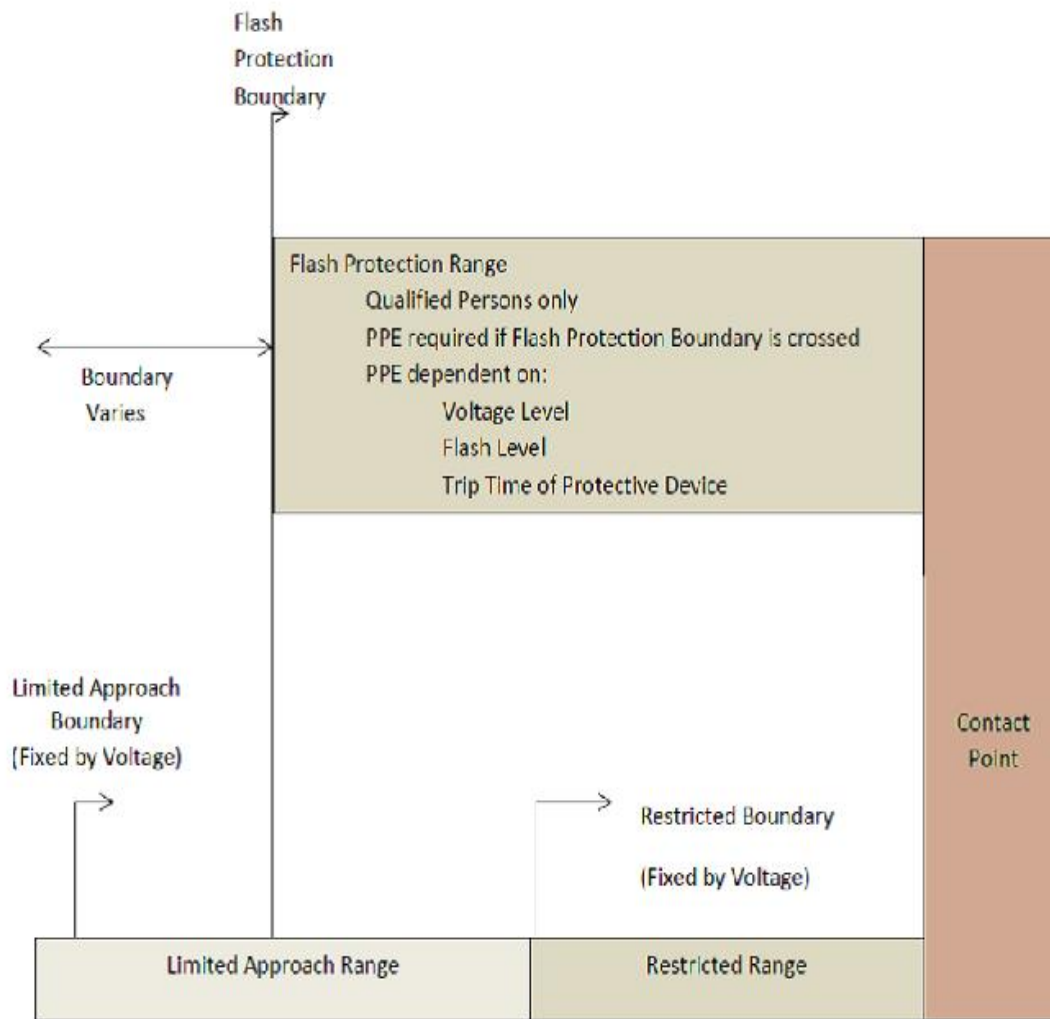 Flash
Protection
Boundary
Flash Protection Range
Qualified Persons only
PPE required if Flash Protection Boundary is crossed
PPE dependent on:
Voltage Level
Flash Level
Trip Time of Protective Device
Boundary
Varies
Limited Approach
Boundary
(Fixed by Voltage)
Restricted Boundary
(Fixed by Voltage)
Contact
Point
Limited Approach Range
Restricted Range